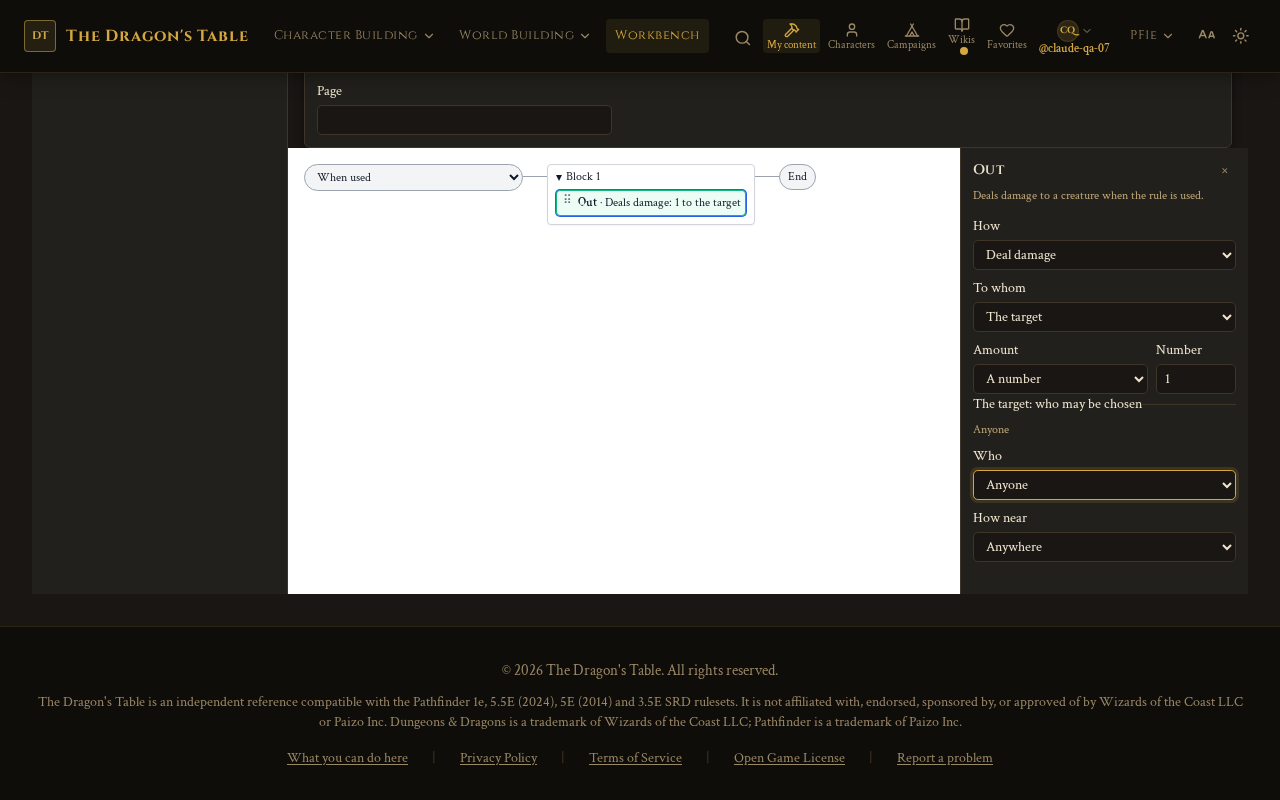 DT The Dragon's Table Character Building World Building Workbench My content Characters Campaigns Wikis Favorites CQ_ @claude-qa-07 PF1e AA
Page
When used
▾ Block 1
End
Out · Deals damage: 1 to the target
Out
×
Deals damage to a creature when the rule is used.
How
Deal damage
To whom
The target
Amount Number
A number 1
The target: who may be chosen
Anyone
Who
Anyone
How near
Anywhere
© 2026 The Dragon's Table. All rights reserved.
The Dragon's Table is an independent reference compatible with the Pathfinder 1e, 5.5E (2024), 5E (2014) and 3.5E SRD rulesets. It is not affiliated with, endorsed, sponsored by, or approved of by Wizards of the Coast LLC
or Paizo Inc. Dungeons & Dragons is a trademark of Wizards of the Coast LLC; Pathfinder is a trademark of Paizo Inc.
What you can do here | Privacy Policy | Terms of Service | Open Game License | Report a problem